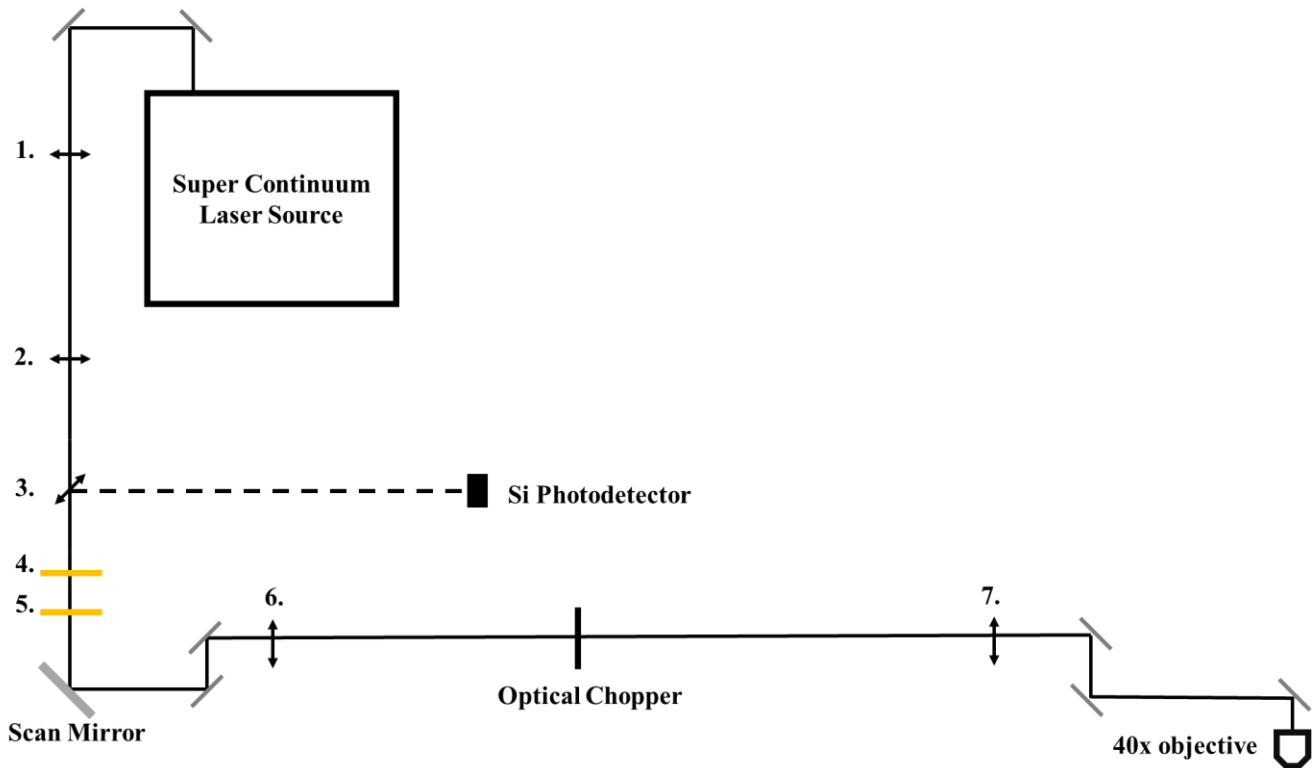 1.
Super Continuum
Laser Source
2.
3.
Si Photodetector
4.
5.
6.
7.
Optical Chopper
Scan Mirror
40x objective